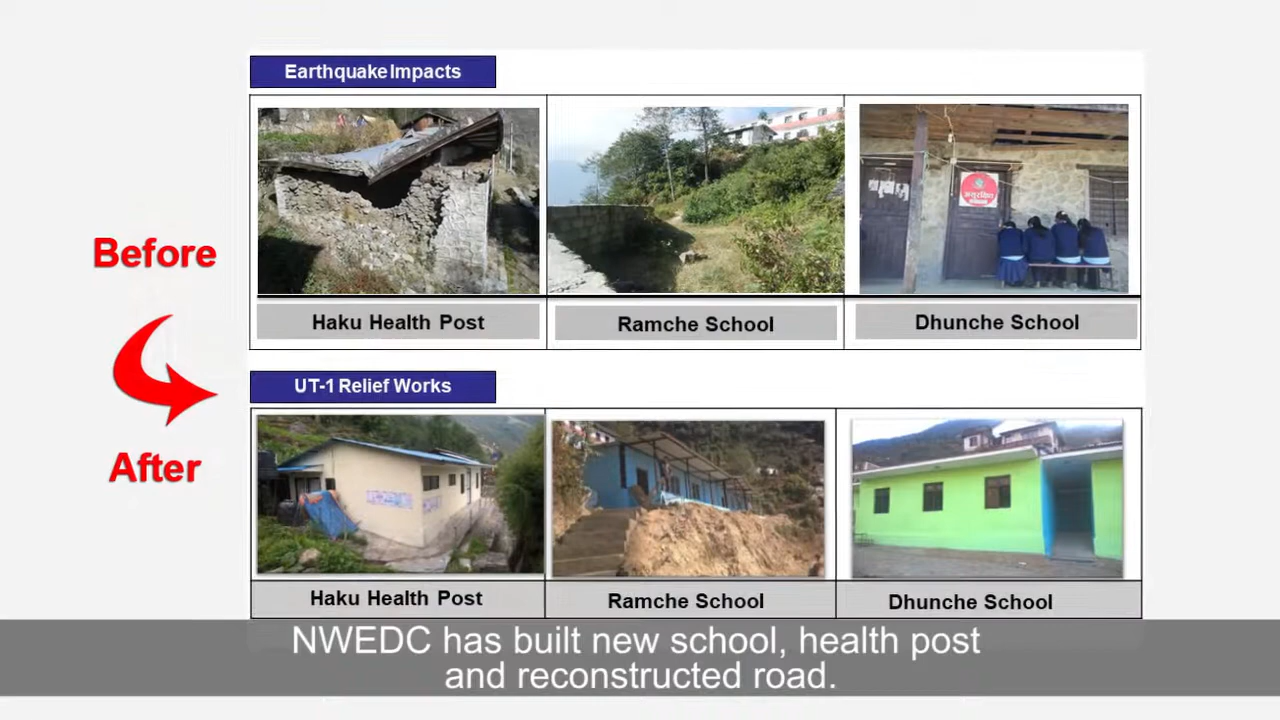 Earthquake Impacts
Before
Haku Health Post
Ramche School
Dhunche School
UT-1 Relief Works
After
Haku Health Post
Ramche School
Dhunche School
NWEDC has built new school, health post
and reconstructed road.